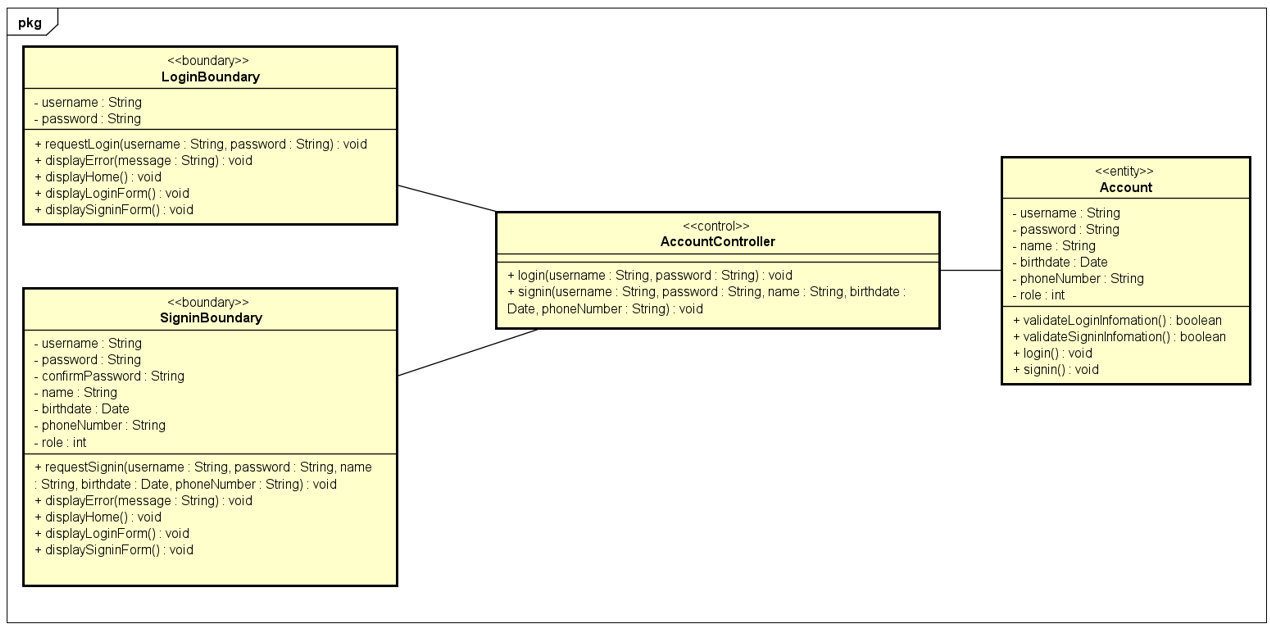 pkg
<<boundary>>
LoginBoundary
- username : String
- password : String
+ requestLogin(username : String, password : String) : void
+ displayError(message : String) : void
+ displayHome() : void
+ displayLoginForm() : void
+ displaySigninForm() : void
<<boundary>>
SigninBoundary
- username : String
- password : String
- confirmPassword : String
- name : String
- birthdate : Date
- phoneNumber : String
- role : int
+ requestSignin(username : String, password : String, name
: String, birthdate : Date, phoneNumber : String) : void
+ displayError(message : String) : void
+ displayHome() : void
+ displayLoginForm() : void
+ displaySigninForm() : void
<<control>>
AccountController
+ login(username : String, password : String) : void
+ signin(username : String, password : String, name : String, birthdate :
Date, phoneNumber : String) : void
<<entity>>
Account
- username : String
- password : String
- name : String
- birthdate : Date
- phoneNumber : String
- role : int
+ validateLoginInfomation() : boolean
+ validateSigninInfomation() : boolean
+ login() : void
+ signin() : void